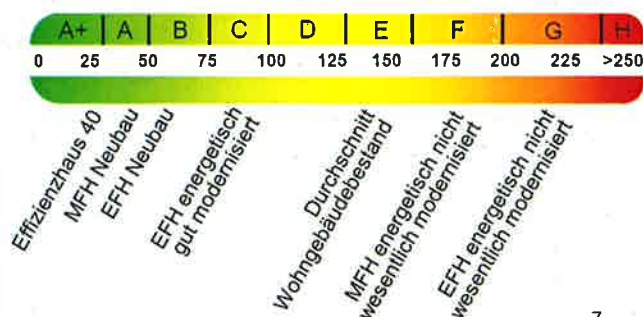 A+ A B C D E F G H
0 25 50 75 100 125 150 175 200 225 >250
Effizienzhaus 40
MFH Neubau
EFH Neubau
EFH energetisch
gut modernisiert
Durchschnitt
Wohngebäudebestand
MFH energetisch nicht
wesentlich modernisiert
EFH energetisch nicht
wesentlich modernisiert
7